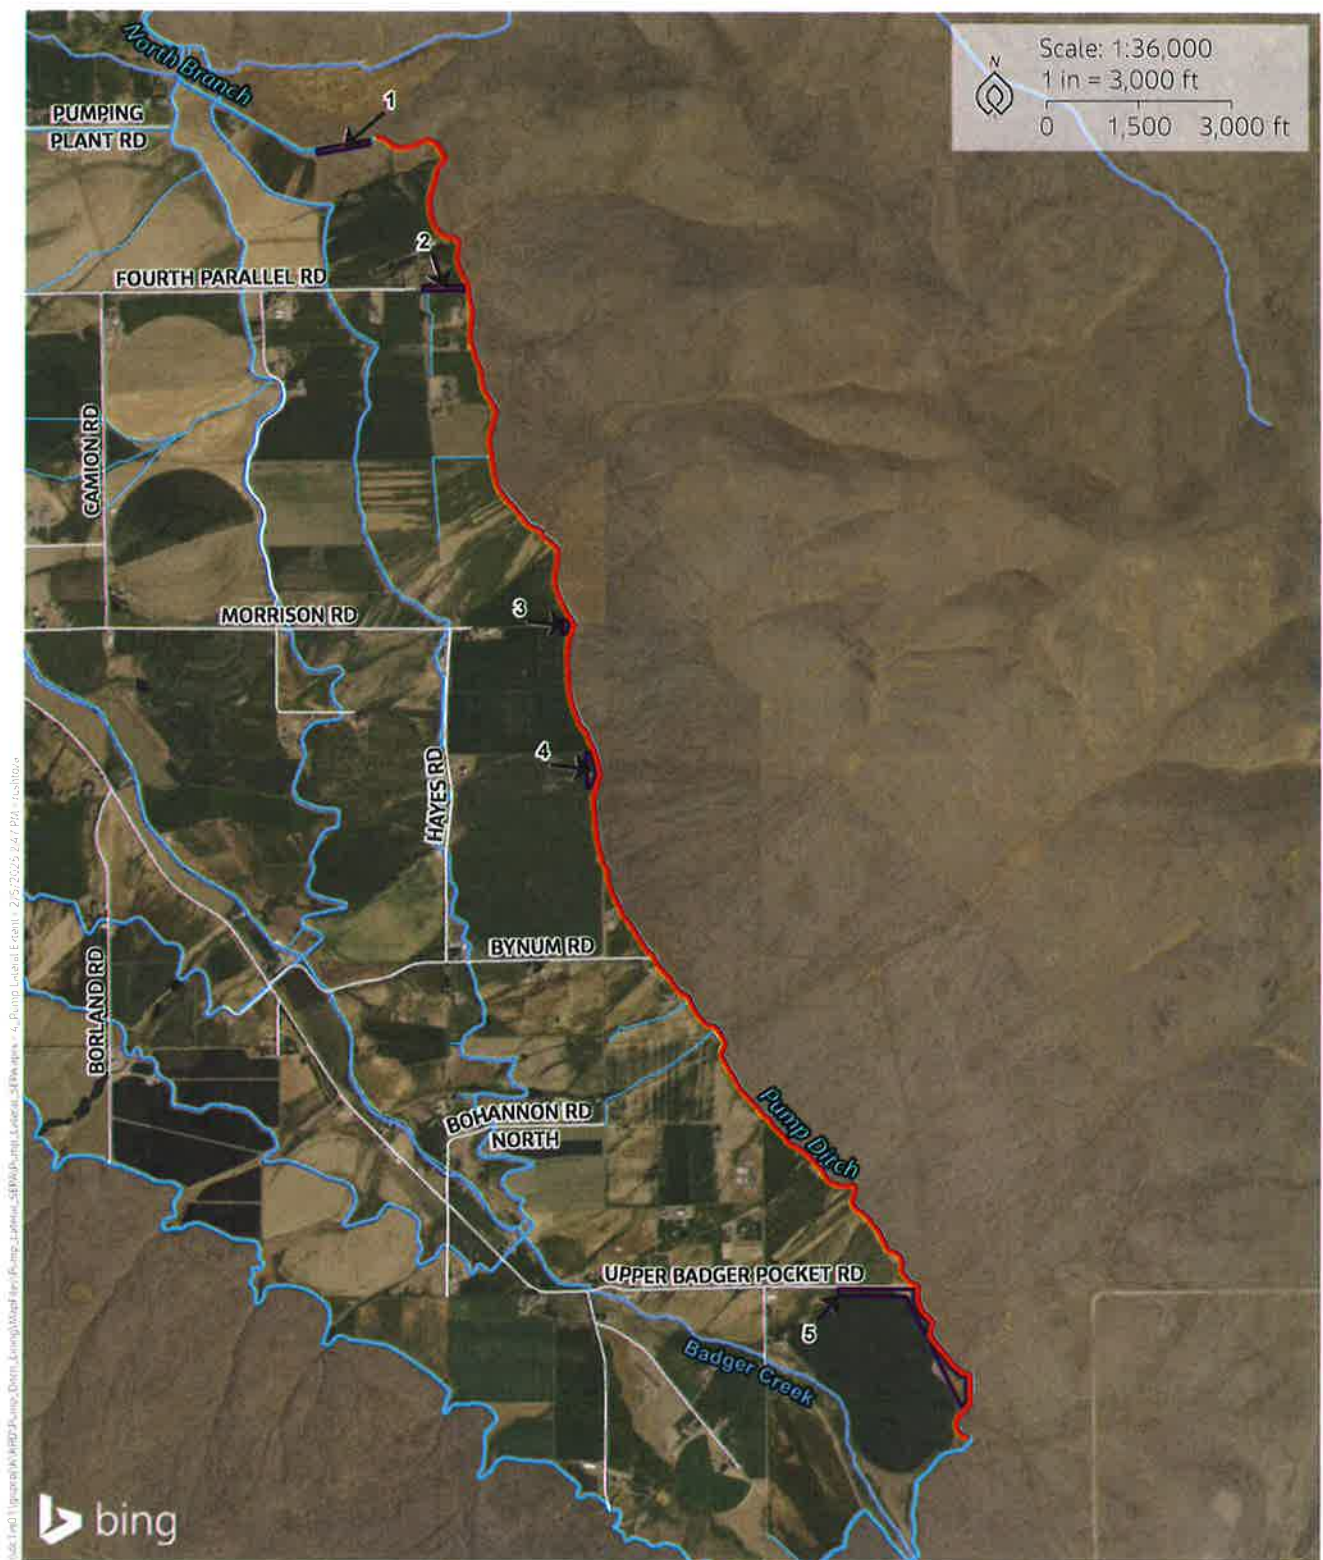 North Branch
N
Scale: 1:36,000
1 in = 3,000 ft
0 1,500 3,000 ft
1
PUMPING
PLANT RD
2
FOURTH PARALLEL RD
CAMION RD
3
MORRISON RD
4
HAYES RD
BYNUM RD
BORLAND RD
Pump Ditch
BOHANNON RD
NORTH
UPPER BADGER POCKET RD
5
Badger Creek
bing